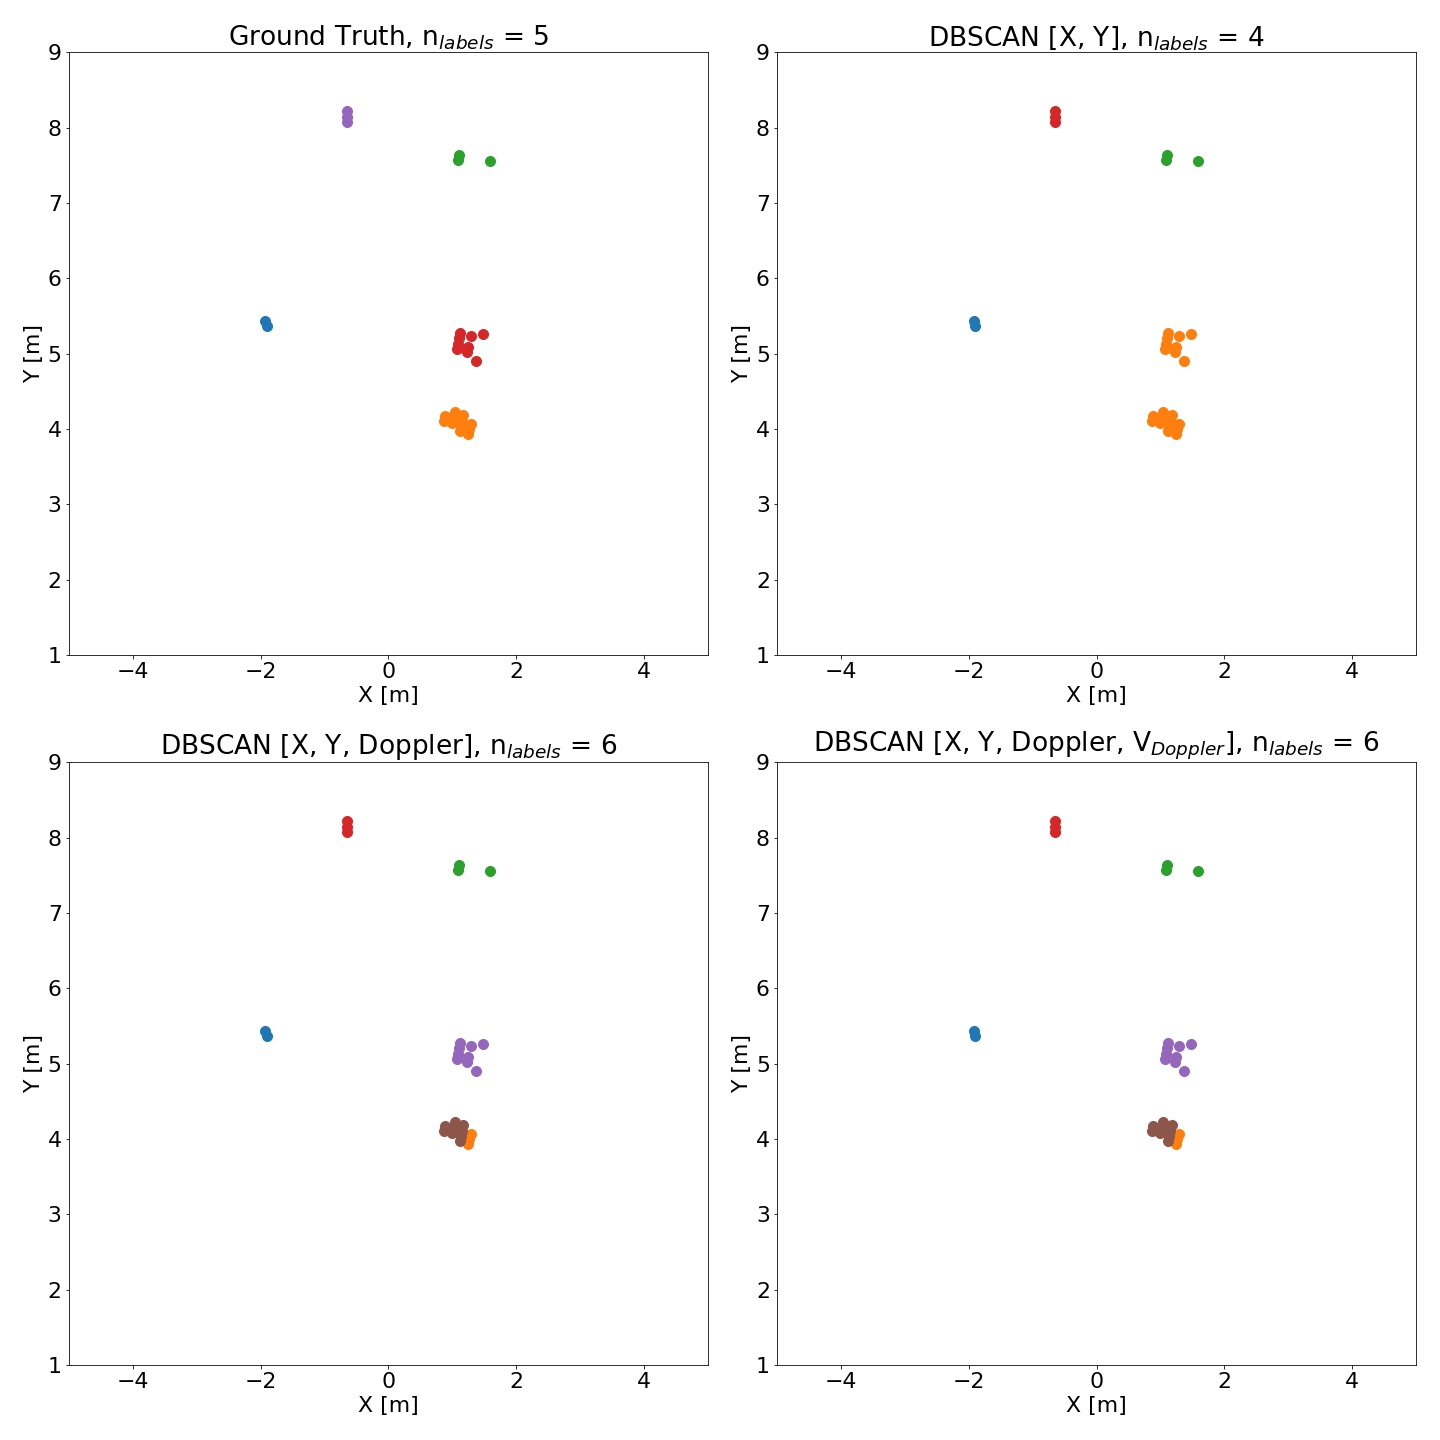 Ground Truth, n_labels = 5
9
8
7
6
5
4
3
2
1
Y [m]
−4 −2 0 2 4
X [m]
DBSCAN [X, Y], n_labels = 4
9
8
7
6
5
4
3
2
1
Y [m]
−4 −2 0 2 4
X [m]
DBSCAN [X, Y, Doppler], n_labels = 6
9
8
7
6
5
4
3
2
1
Y [m]
−4 −2 0 2 4
X [m]
DBSCAN [X, Y, Doppler, V_Doppler], n_labels = 6
9
8
7
6
5
4
3
2
1
Y [m]
−4 −2 0 2 4
X [m]